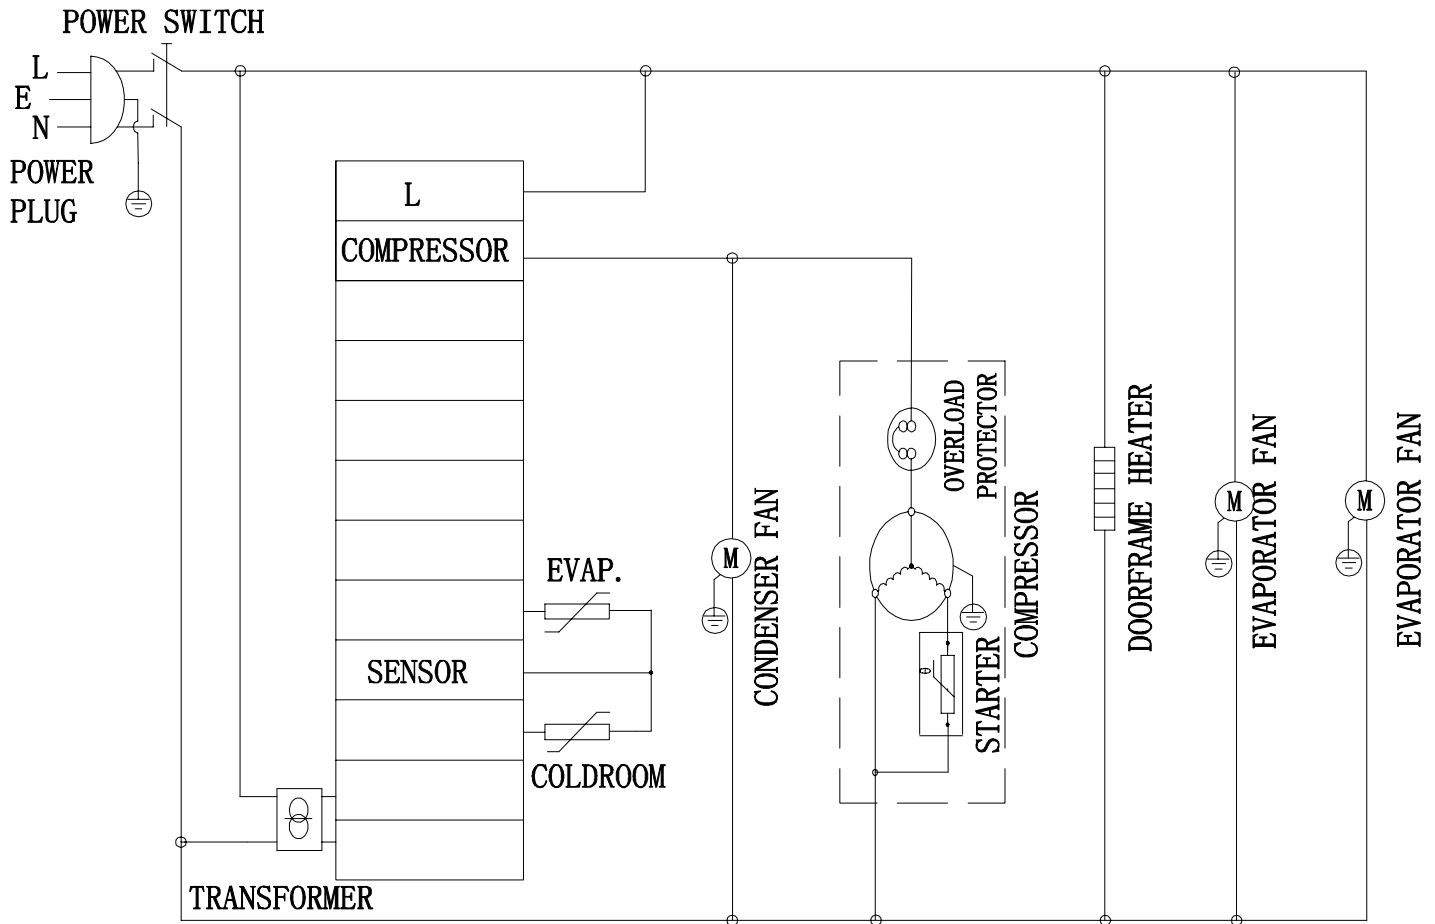 POWER SWITCH
L
E
N
POWER
PLUG
L
COMPRESSOR
EVAP.
SENSOR
COLDROOM
TRANSFORMER
M
CONDENSER FAN
OVERLOAD
PROTECTOR
θ
STARTER
COMPRESSOR
DOORFRAME HEATER
M
EVAPORATOR FAN
M
EVAPORATOR FAN